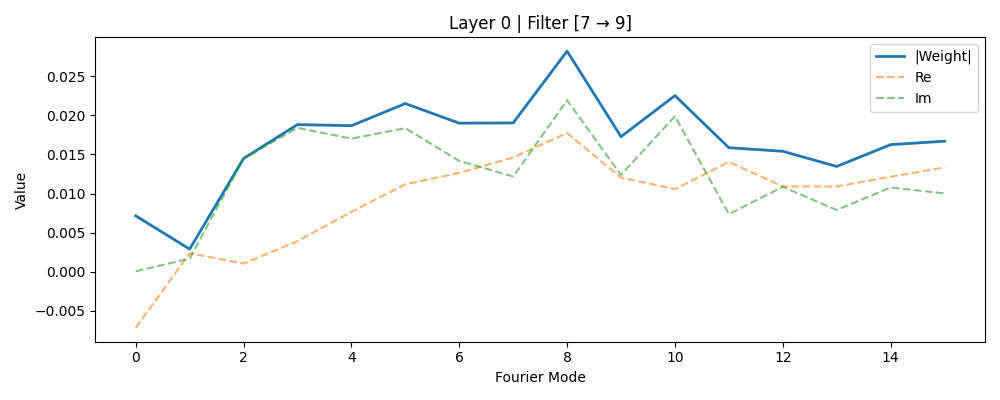 Layer 0 | Filter [7 → 9]
|Weight|
Re
Im
Value
0.025
0.020
0.015
0.010
0.005
0.000
−0.005
0 2 4 6 8 10 12 14
Fourier Mode